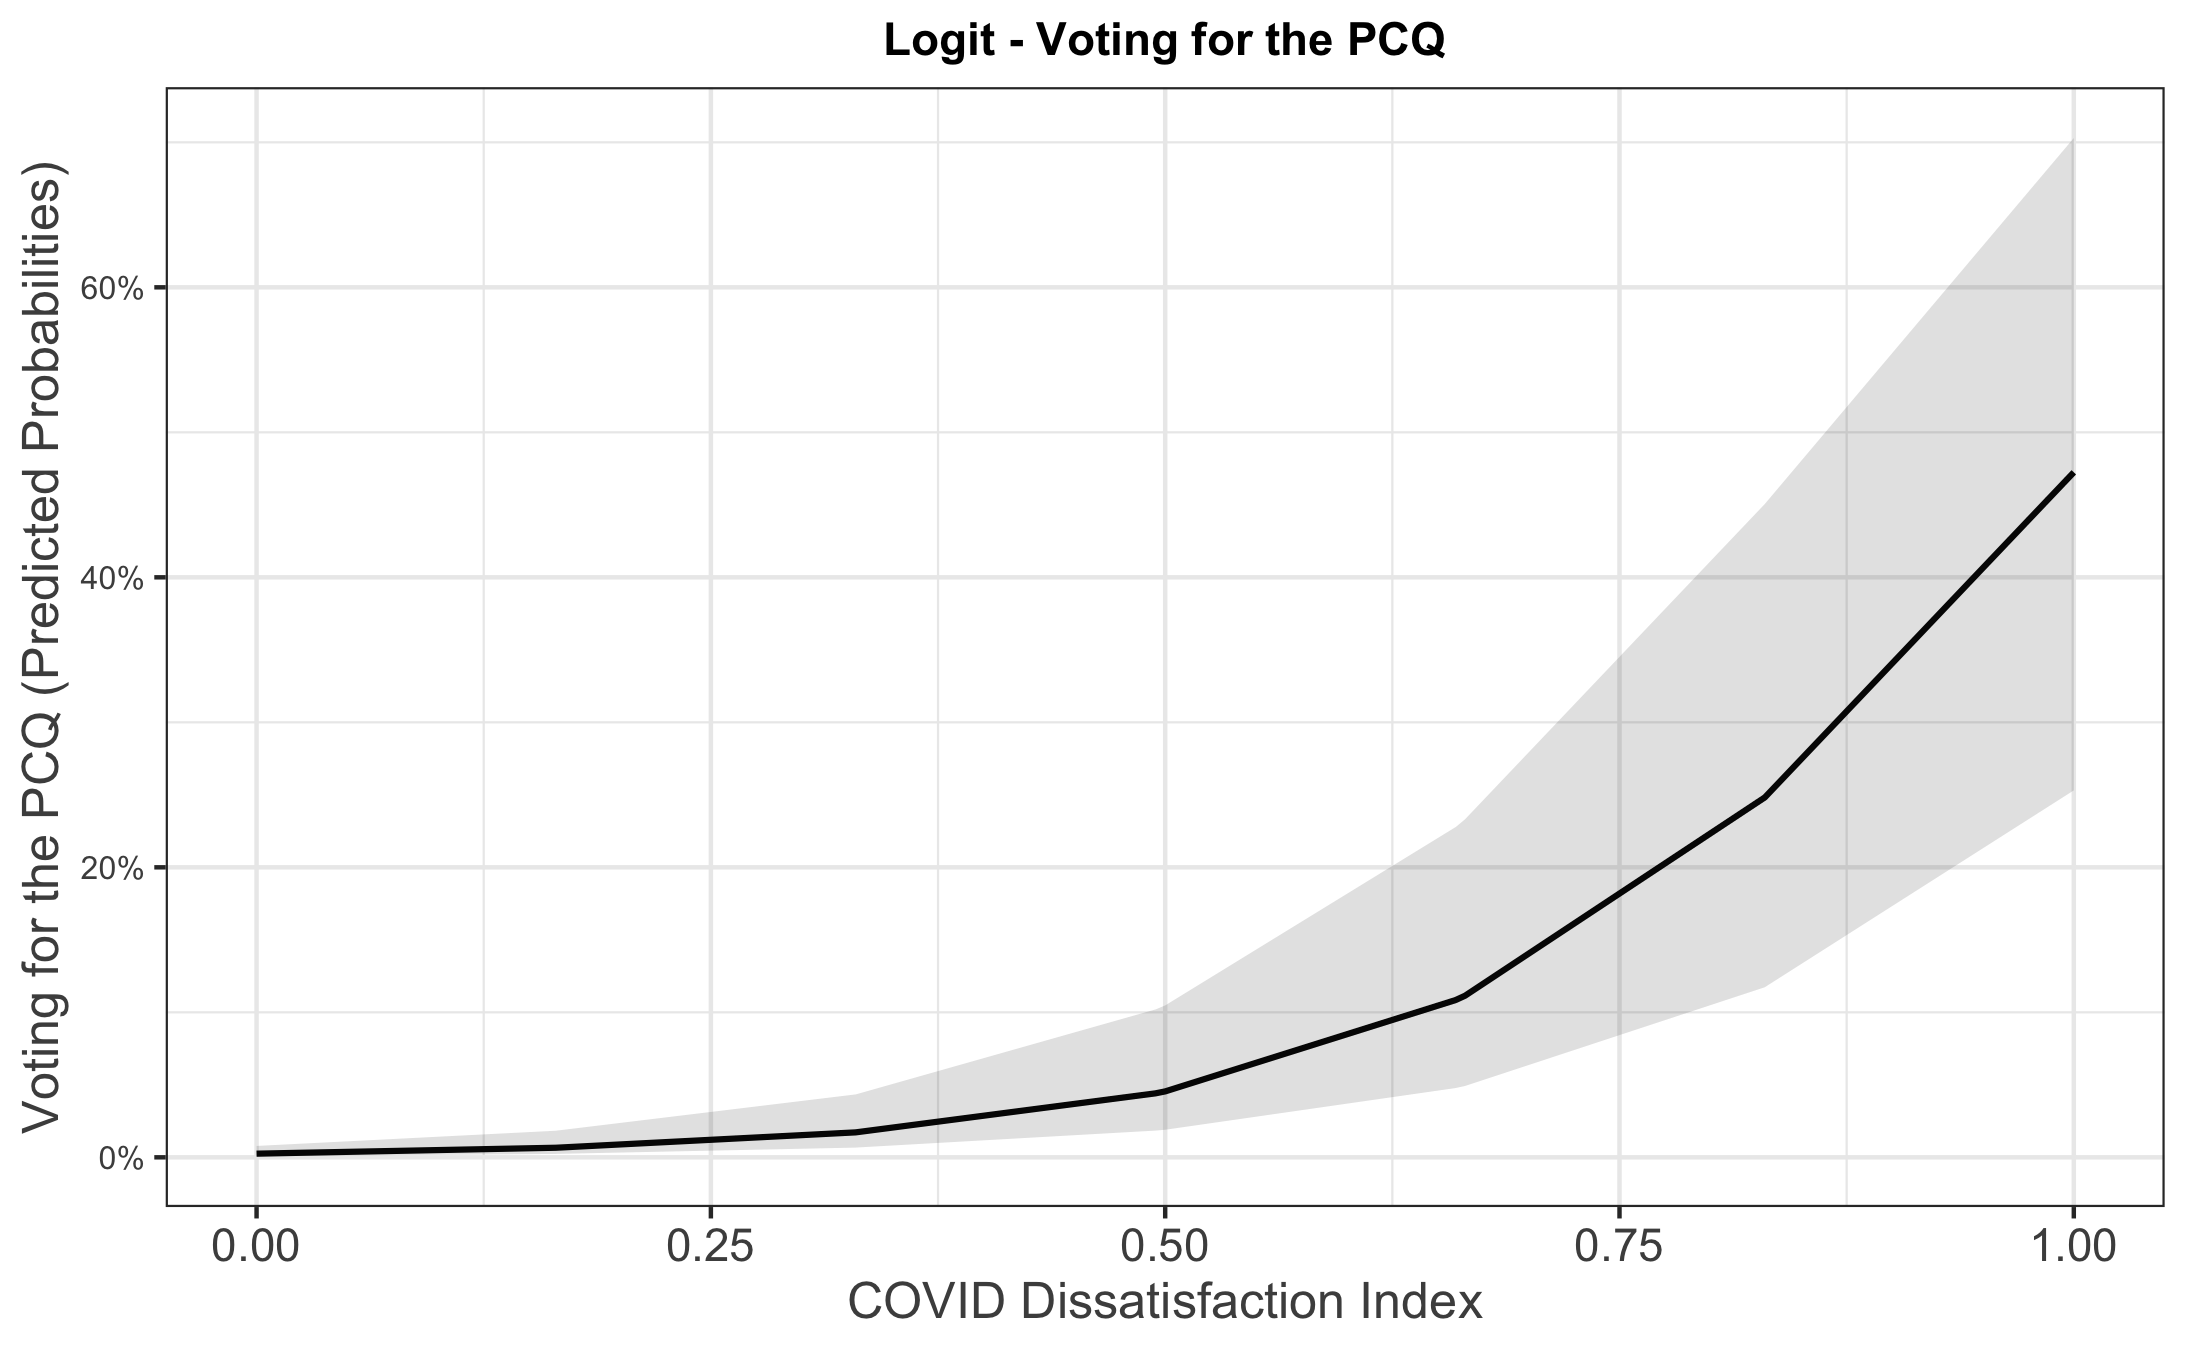 Logit - Voting for the PCQ
Voting for the PCQ (Predicted Probabilities)
60%
40%
20%
0%
0.00 0.25 0.50 0.75 1.00
COVID Dissatisfaction Index